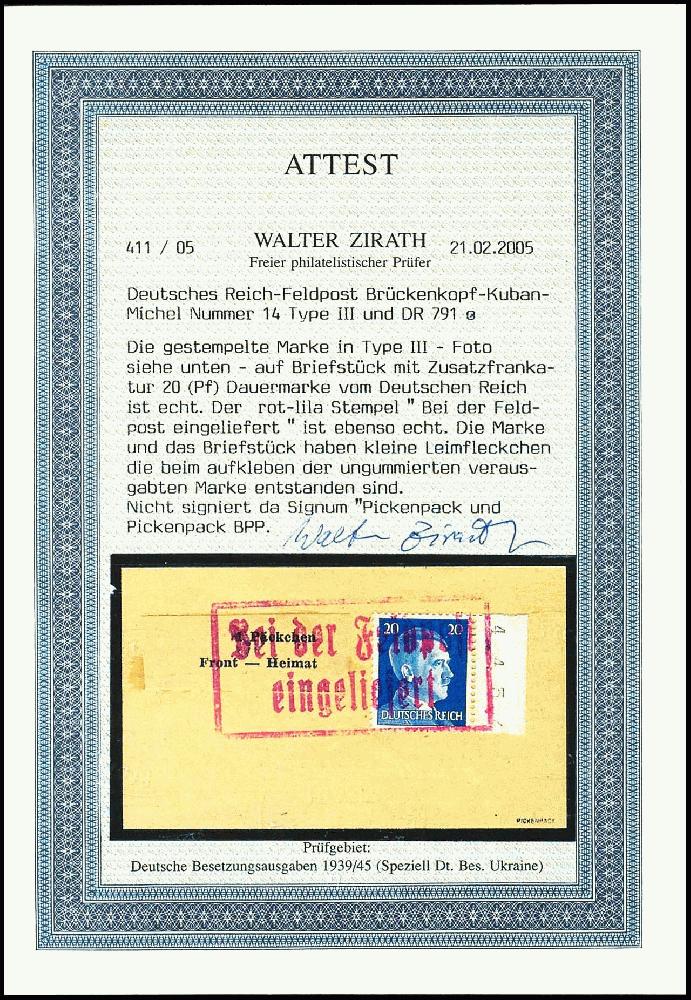 ATTEST
411 / 05 WALTER ZIRATH 21.02.2005
Freier philatelistischer Prüfer
Deutsches Reich-Feldpost Brückenkopf-Kuban-
Michel Nummer 14 Type III und DR 791
Die gestempelte Marke in Type III - Foto
siehe unten - auf Briefstück mit Zusatzfranka-
tur 20 (Pf) Dauermarke vom Deutschen Reich
ist echt. Der rot-lila Stempel " Bei der Feld-
post eingeliefert " ist ebenso echt. Die Marke
und das Briefstück haben kleine Leimfleckchen
die beim aufkleben der ungummierten veraus-
gabten Marke entstanden sind.
Nicht signiert da Signum "Pickenpack und
Pickenpack BPP.
Walter Zirath
Bei der Feldpost
1 Päckchen
Front — Heimat
eingeliefert
20 20
DEUTSCHES REICH
PICKENPACK
Prüfgebiet:
Deutsche Besetzungsausgaben 1939/45 (Speziell Dt. Bes. Ukraine)